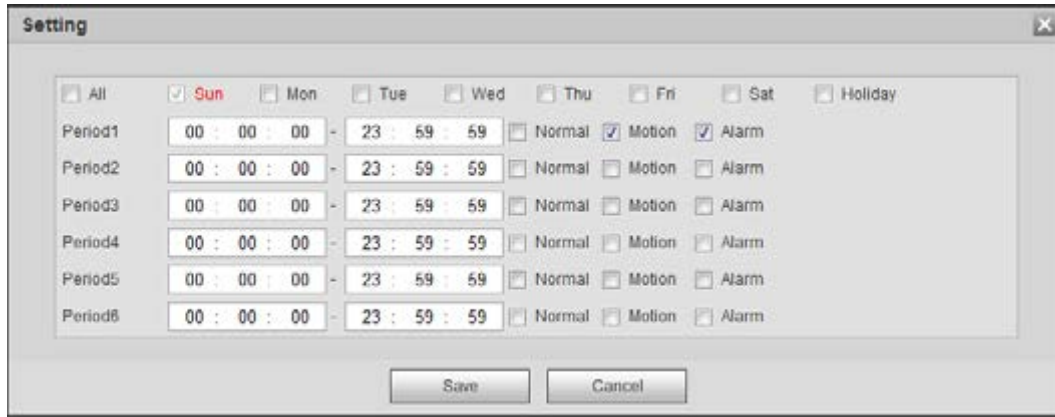 Setting
All Sun Mon Tue Wed Thu Fri Sat Holiday
Period1 00 : 00 : 00 - 23 : 59 : 59 Normal Motion Alarm
Period2 00 : 00 : 00 - 23 : 59 : 59 Normal Motion Alarm
Period3 00 : 00 : 00 - 23 : 59 : 59 Normal Motion Alarm
Period4 00 : 00 : 00 - 23 : 59 : 59 Normal Motion Alarm
Period5 00 : 00 : 00 - 23 : 59 : 59 Normal Motion Alarm
Period6 00 : 00 : 00 - 23 : 59 : 59 Normal Motion Alarm
Save Cancel